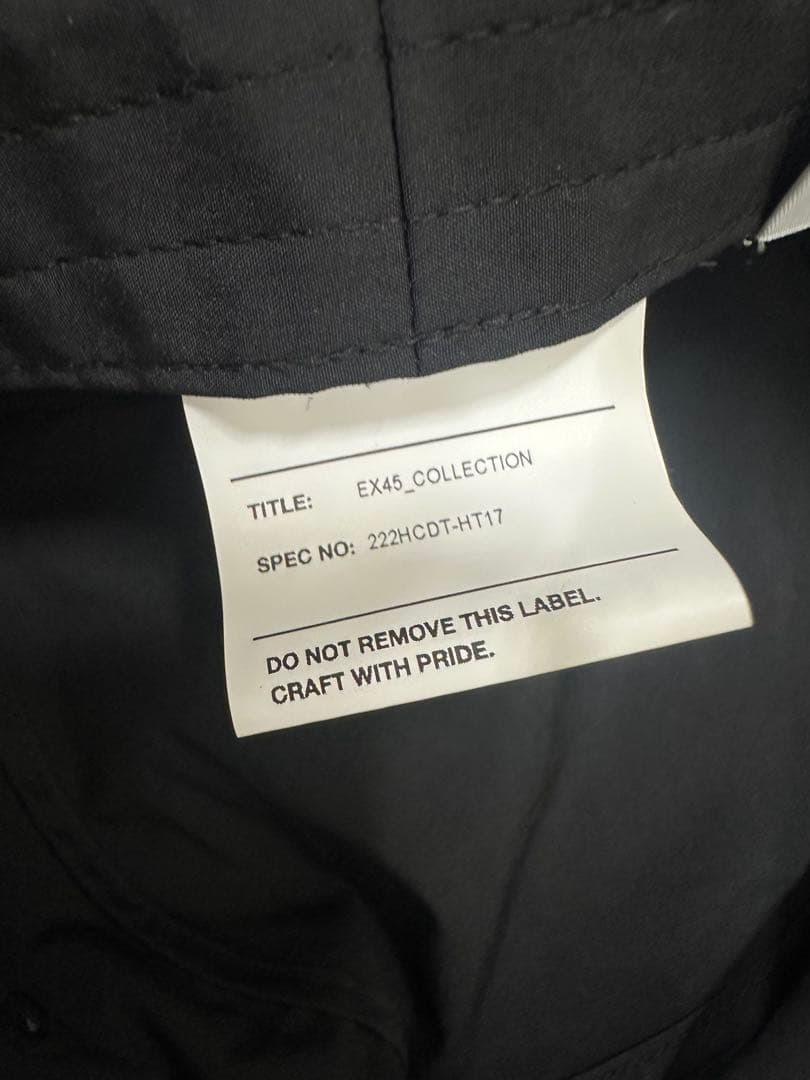 TITLE: EX45_COLLECTION
SPEC NO: 222HCDT-HT17
DO NOT REMOVE THIS LABEL.
CRAFT WITH PRIDE.